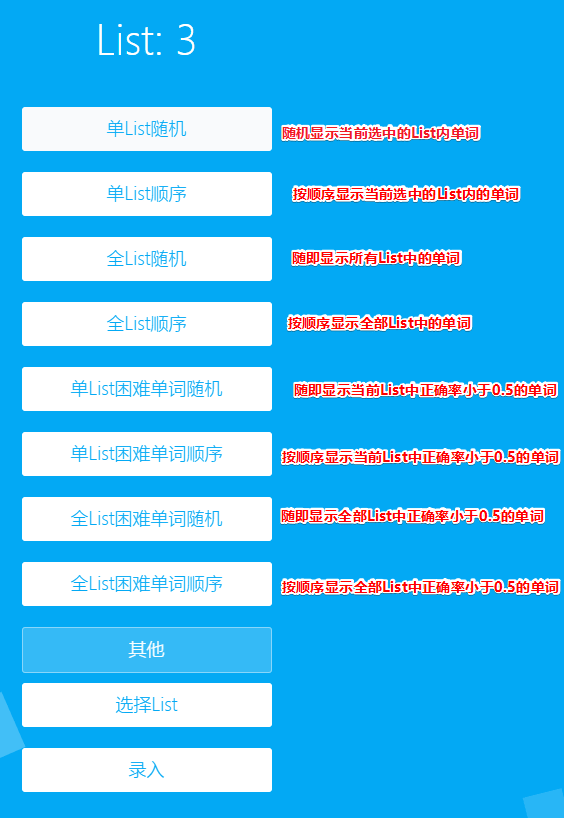 List: 3
单List随机
随机显示当前选中的List内单词
单List顺序
按顺序显示当前选中的List内的单词
全List随机
随即显示所有List中的单词
全List顺序
按顺序显示全部List中的单词
单List困难单词随机
随即显示当前List中正确率小于0.5的单词
单List困难单词顺序
按顺序显示当前List中正确率小于0.5的单词
全List困难单词随机
随即显示全部List中正确率小于0.5的单词
全List困难单词顺序
按顺序显示全部List中正确率小于0.5的单词
其他
选择List
录入